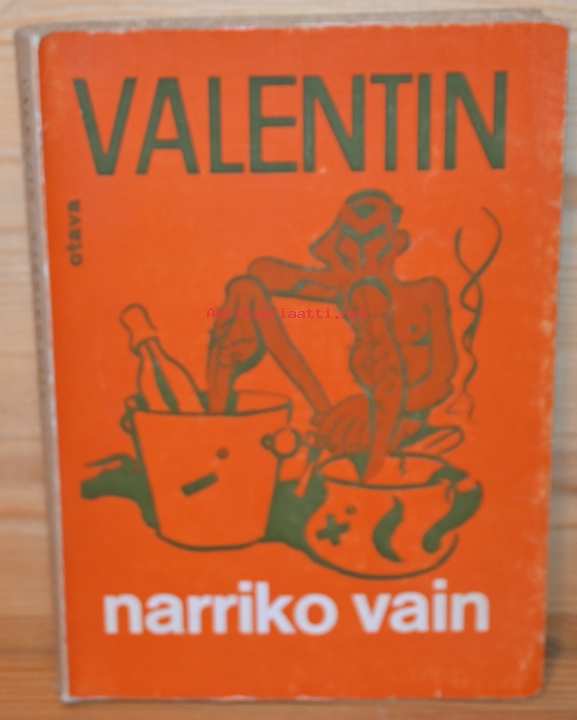 VALENTIN
otava
narriko vain